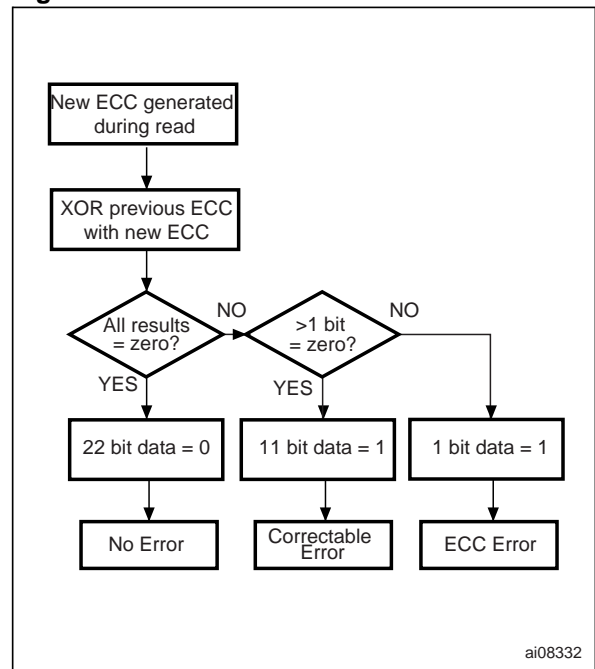 New ECC generated
during read
XOR previous ECC
with new ECC
All results
= zero?
NO
>1 bit
= zero?
NO
YES
YES
22 bit data = 0
11 bit data = 1
1 bit data = 1
No Error
Correctable
Error
ECC Error
ai08332